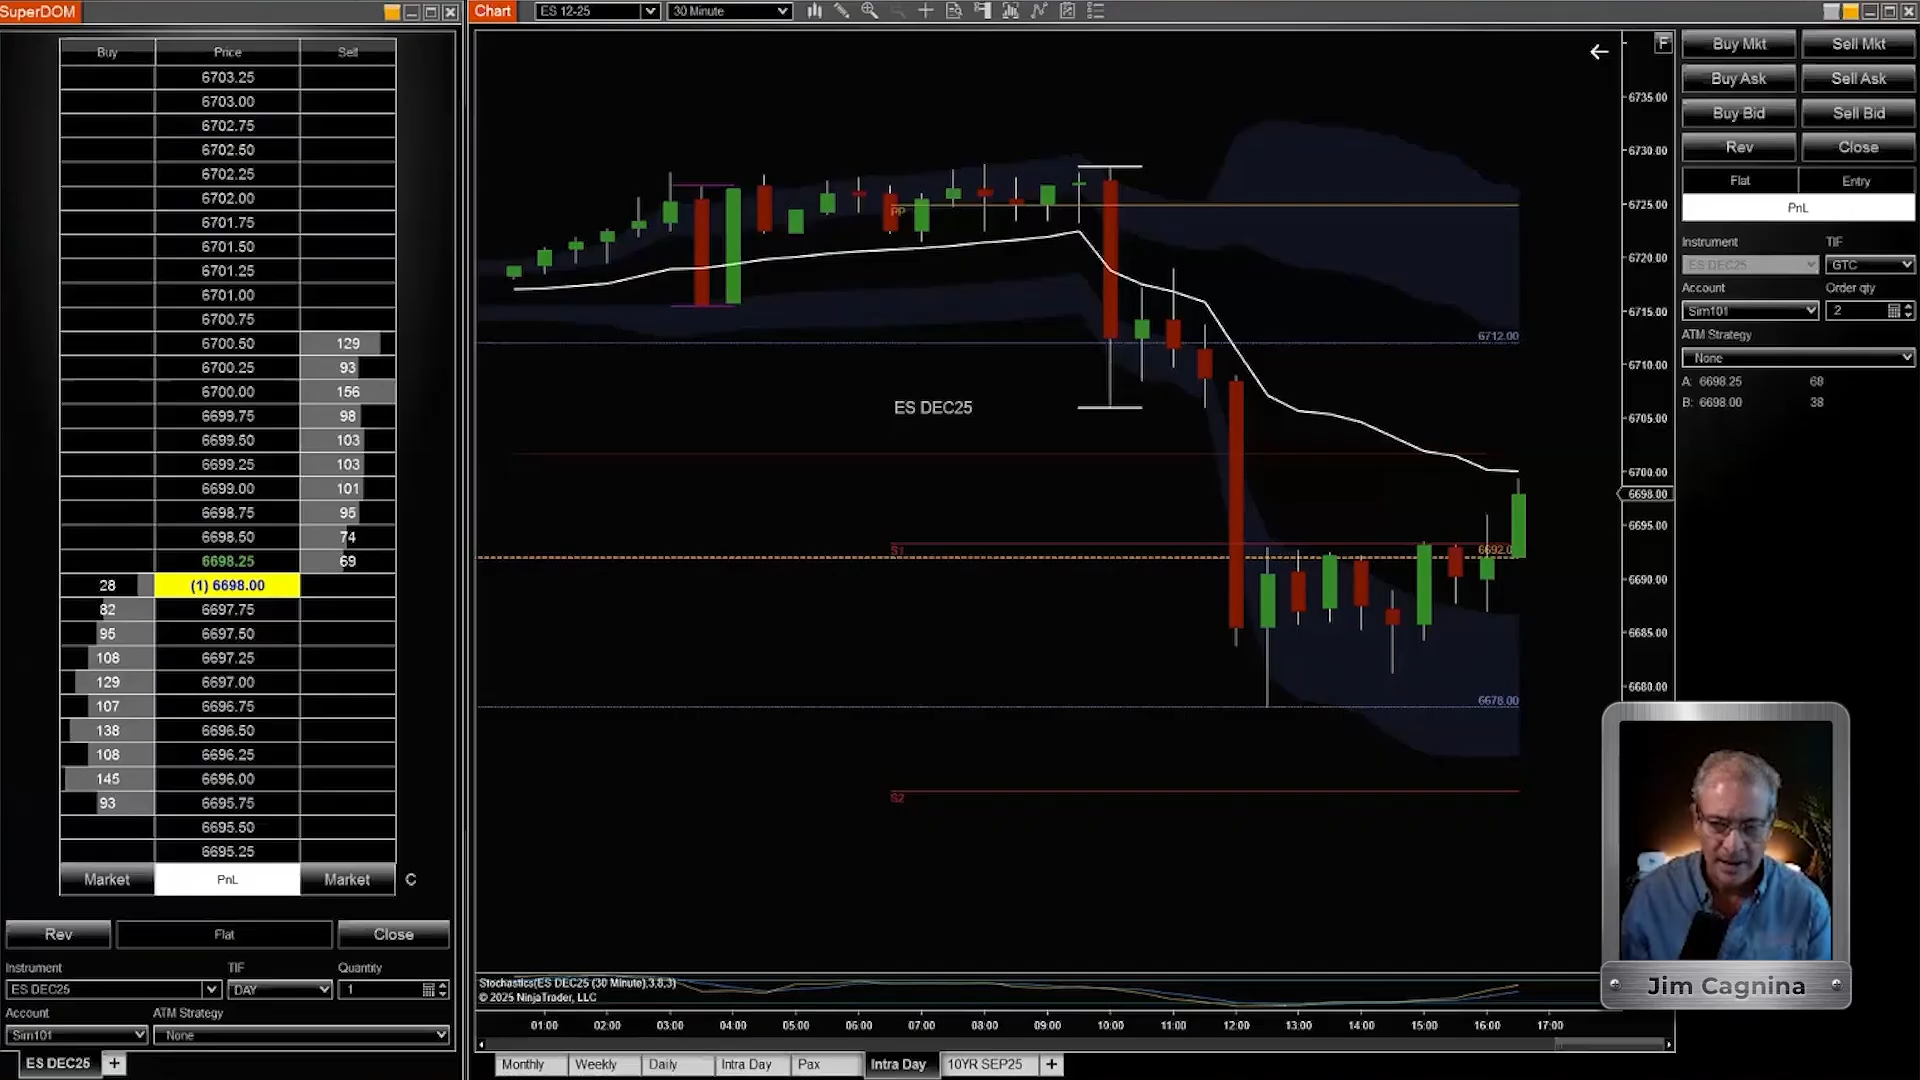 SuperDOM
Buy Price Sell
6703.25
6703.00
6702.75
6702.50
6702.25
6702.00
6701.75
6701.50
6701.25
6701.00
6700.75
6700.50 129
6700.25 93
6700.00 156
6699.75 98
6699.50 103
6699.25 103
6699.00 101
6698.75 95
6698.50 74
6698.25 69
28 (1) 6698.00
82 6697.75
95 6697.50
108 6697.25
129 6697.00
107 6696.75
138 6696.50
108 6696.25
145 6696.00
93 6695.75
6695.50
6695.25
Market PnL Market C
Rev Flat Close
Instrument TIF Quantity
ES DEC25 DAY 1
Account ATM Strategy
Sim101 None
ES DEC25 +
Chart ES 12-25 30 Minute
F
6735.00
6730.00
6725.00
6720.00
6715.00
6710.00
6705.00
6700.00
6698.00
6695.00
6690.00
6685.00
6680.00
PP
6712.00
ES DEC25
S1
6692.0
6678.00
S2
Stochastics(ES DEC25 (30 Minute),3,8,3)
© 2025 NinjaTrader, LLC
01:00 02:00 03:00 04:00 05:00 06:00 07:00 08:00 09:00 10:00 11:00 12:00 13:00 14:00 15:00 16:00 17:00
Monthly Weekly Daily Intra Day Pax Intra Day 10YR SEP25 +
Buy Mkt Sell Mkt
Buy Ask Sell Ask
Buy Bid Sell Bid
Rev Close
Flat Entry
PnL
Instrument TIF
ES DEC25 GTC
Account Order qty
Sim101 2
ATM Strategy
None
A: 6698.25 68
B: 6698.00 38
Jim Cagnina